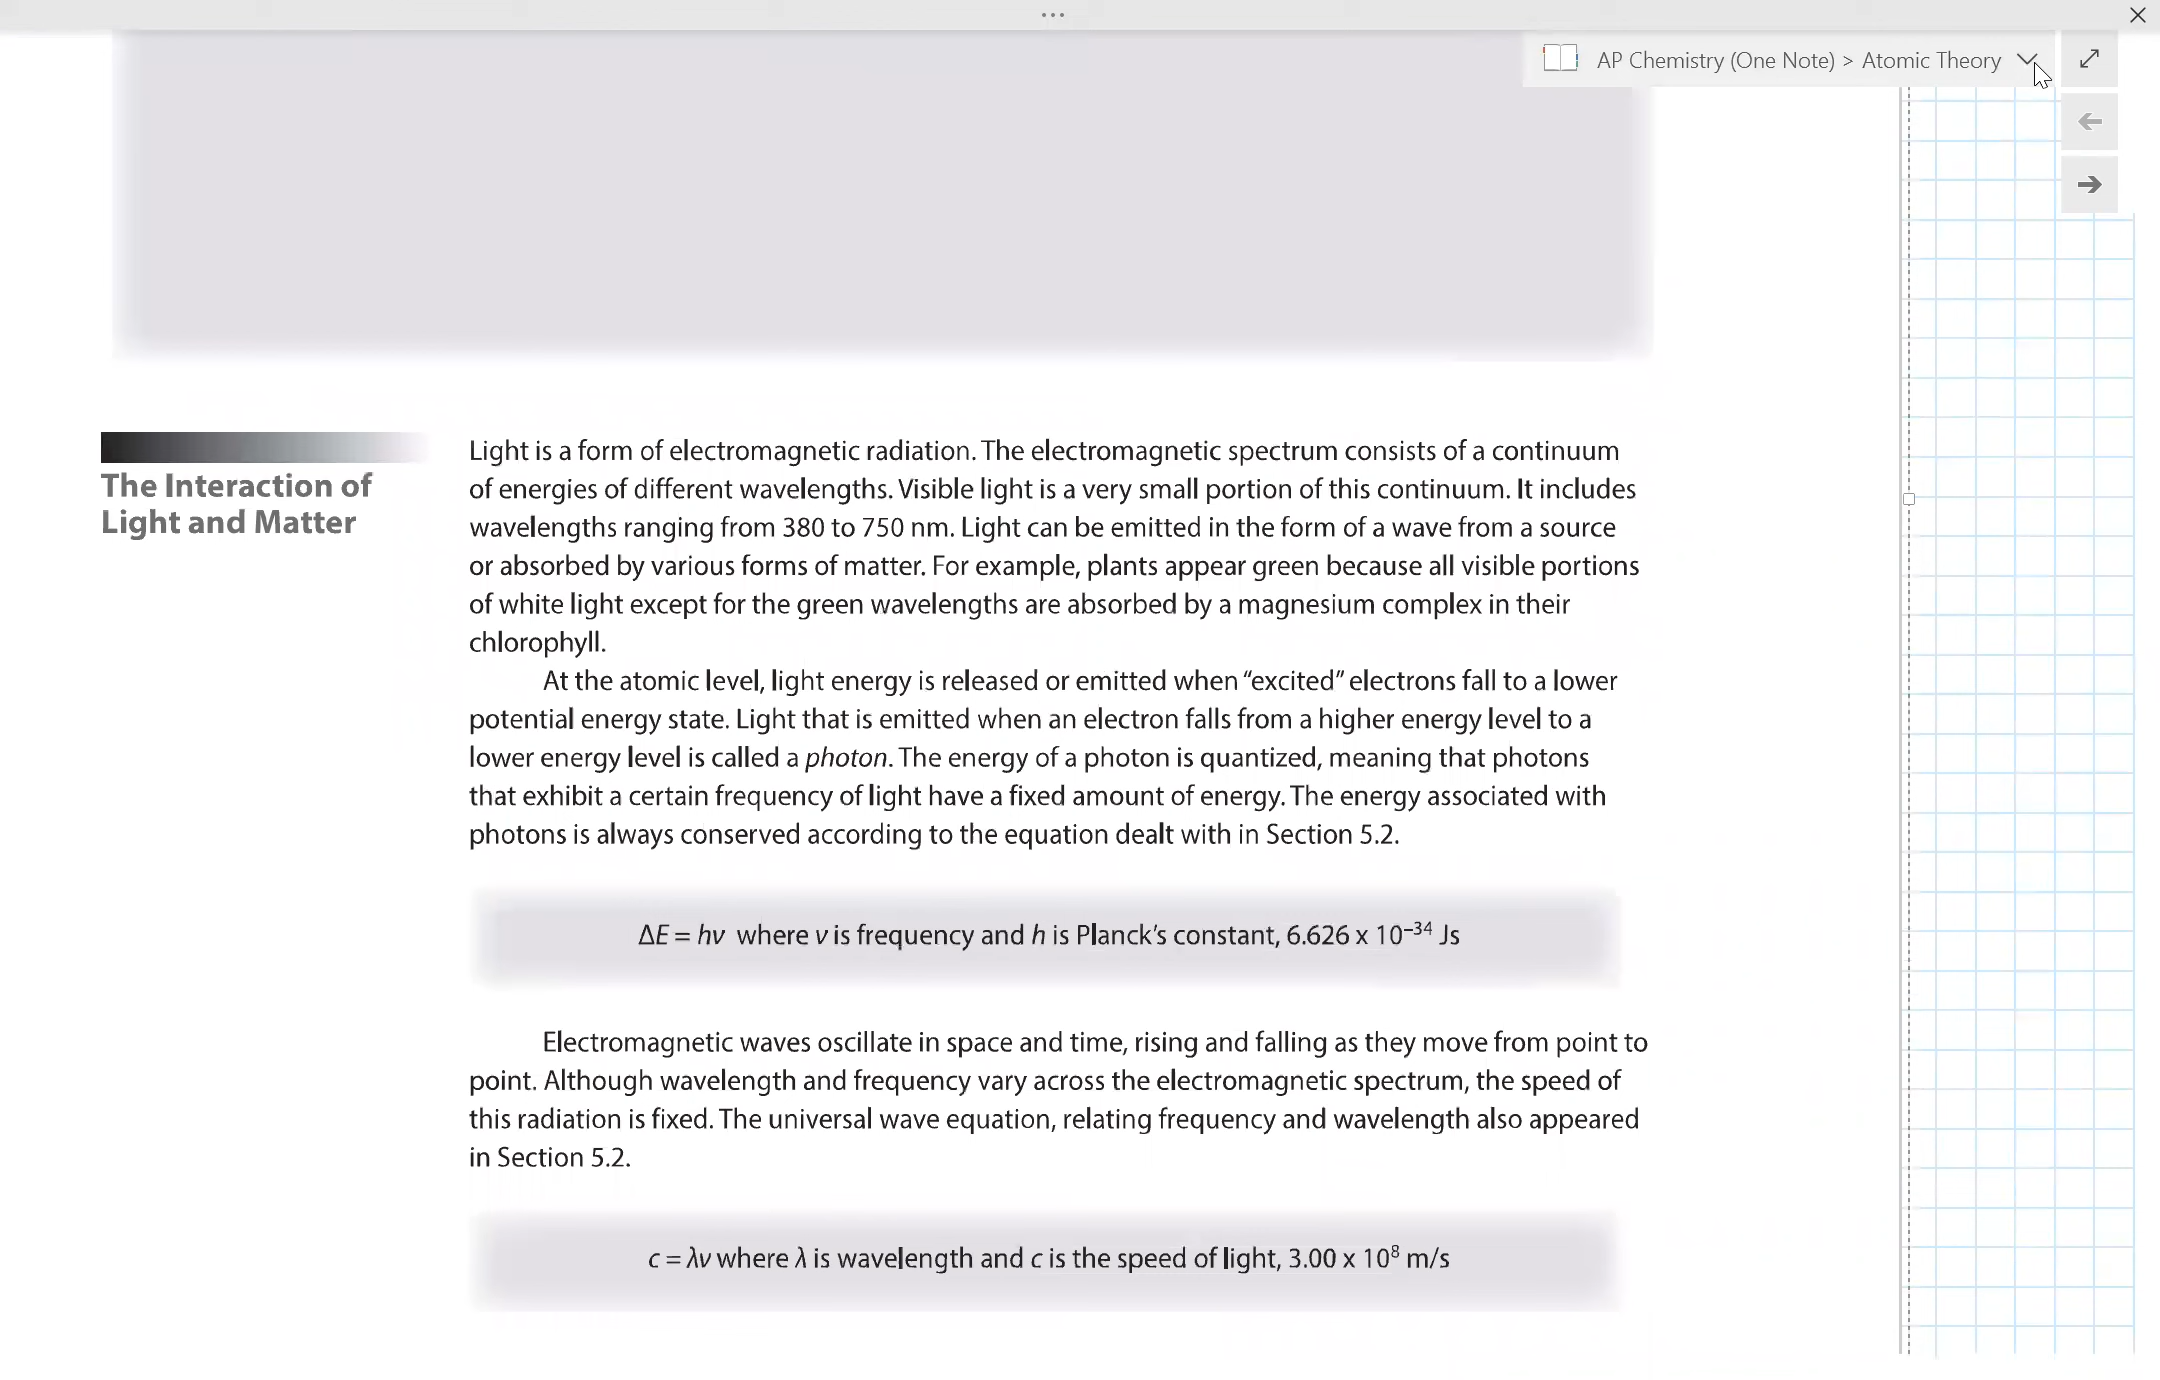 AP Chemistry (One Note) > Atomic Theory
The Interaction of
Light and Matter
Light is a form of electromagnetic radiation. The electromagnetic spectrum consists of a continuum
of energies of different wavelengths. Visible light is a very small portion of this continuum. It includes
wavelengths ranging from 380 to 750 nm. Light can be emitted in the form of a wave from a source
or absorbed by various forms of matter. For example, plants appear green because all visible portions
of white light except for the green wavelengths are absorbed by a magnesium complex in their
chlorophyll.
At the atomic level, light energy is released or emitted when “excited” electrons fall to a lower
potential energy state. Light that is emitted when an electron falls from a higher energy level to a
lower energy level is called a photon. The energy of a photon is quantized, meaning that photons
that exhibit a certain frequency of light have a fixed amount of energy. The energy associated with
photons is always conserved according to the equation dealt with in Section 5.2.
ΔE = hν where ν is frequency and h is Planck’s constant, 6.626 x 10⁻³⁴ Js
Electromagnetic waves oscillate in space and time, rising and falling as they move from point to
point. Although wavelength and frequency vary across the electromagnetic spectrum, the speed of
this radiation is fixed. The universal wave equation, relating frequency and wavelength also appeared
in Section 5.2.
c = λν where λ is wavelength and c is the speed of light, 3.00 x 10⁸ m/s